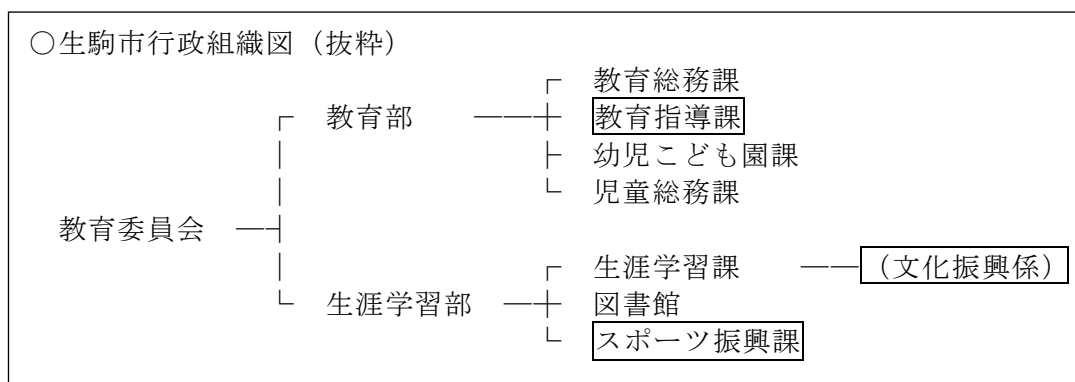 ○生駒市行政組織図（抜粋）
教育総務課
教育部
教育指導課
幼児こども園課
児童総務課
教育委員会
生涯学習課 （文化振興係）
生涯学習部 図書館
スポーツ振興課